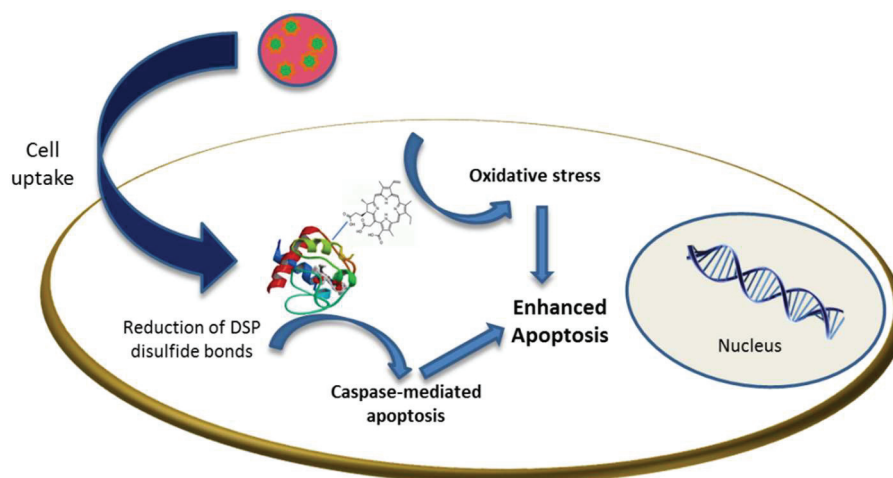 Cell
uptake
Oxidative stress
Reduction of DSP
disulfide bonds
Enhanced
Apoptosis
Caspase-mediated
apoptosis
Nucleus